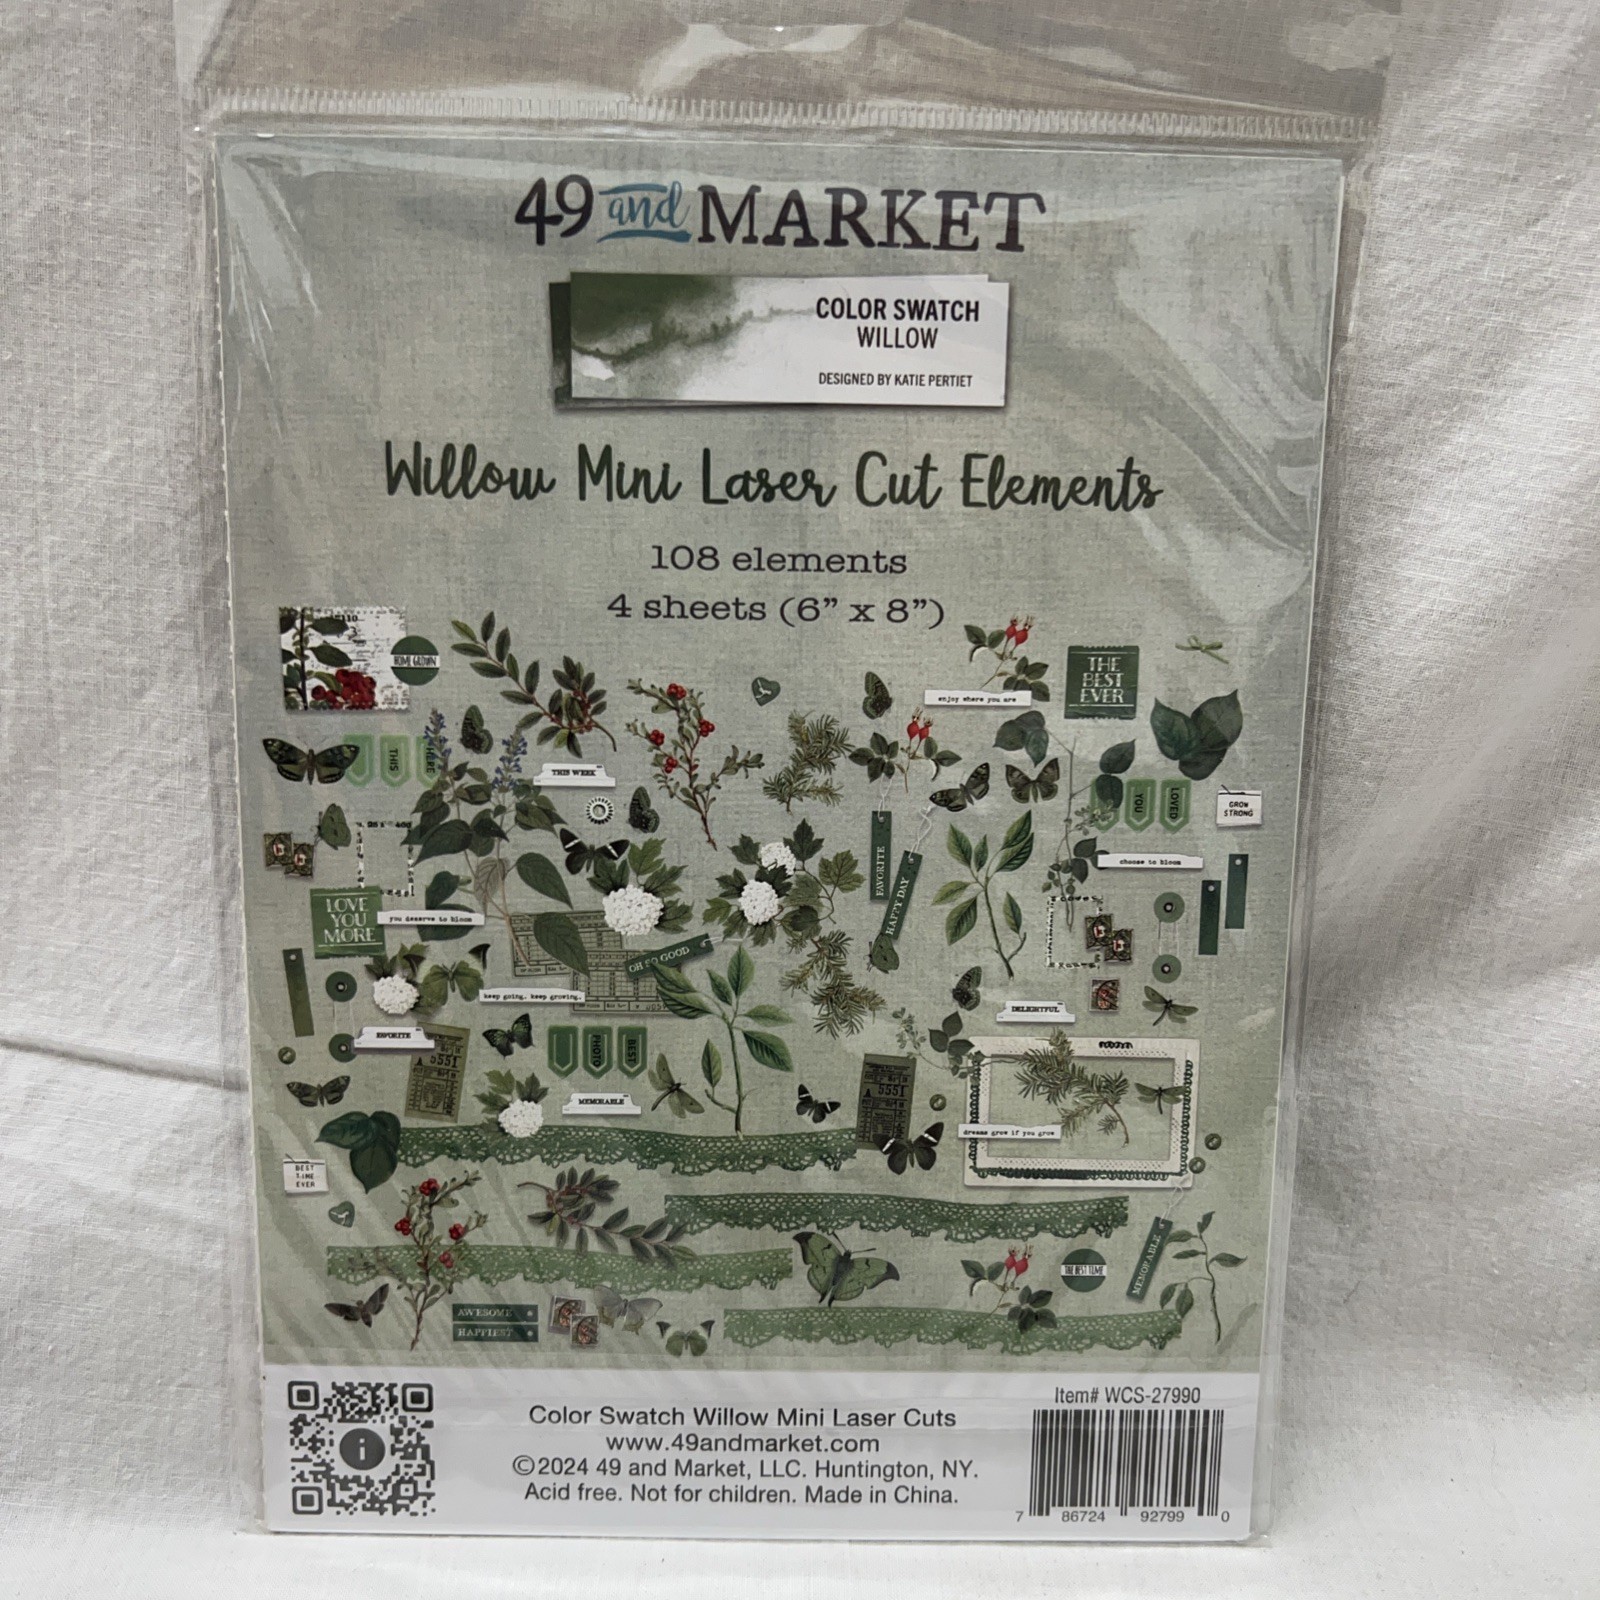 49 and MARKET
COLOR SWATCH
WILLOW
DESIGNED BY KATIE PERTIET
Willow Mini Laser Cut Elements
108 elements
4 sheets (6” x 8”)
HOME GROWN
enjoy where you are
THE
BEST
EVER
THIS
HERE
THIS WEEK
YOU
LOVED
GROW
STRONG
FAVORITE
HAPPY DAY
choose to bloom
LOVE
YOU
MORE
you deserve to bloom
OH SO GOOD
keep going, keep growing.
DELIGHTFUL
FAVORITE
5551
PHOTO
BEST
5551
MEMORABLE
dreams grow if you grow
BEST
TIME
EVER
MEMORABLE
THE BEST TIME
AWESOME
HAPPIEST
Color Swatch Willow Mini Laser Cuts
www.49andmarket.com
©2024 49 and Market, LLC. Huntington, NY.
Acid free. Not for children. Made in China.
Item# WCS-27990
7 86724 92799 0